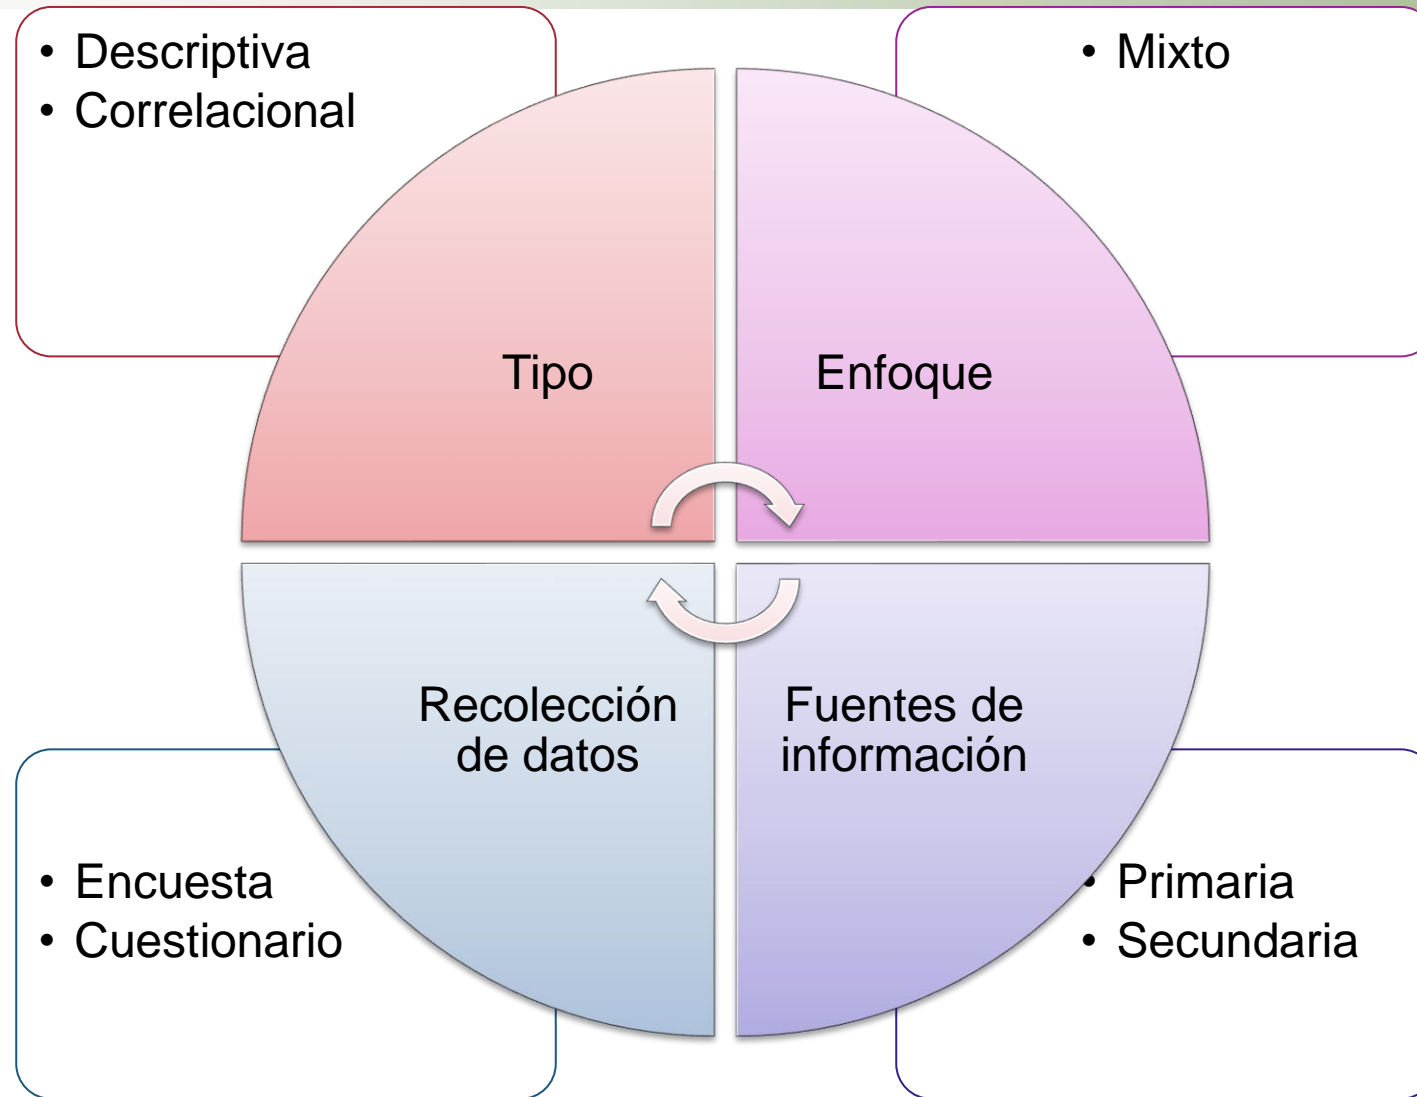 • Descriptiva
• Correlacional
• Mixto
Tipo
Enfoque
Recolección
de datos
Fuentes de
información
• Encuesta
• Cuestionario
• Primaria
• Secundaria